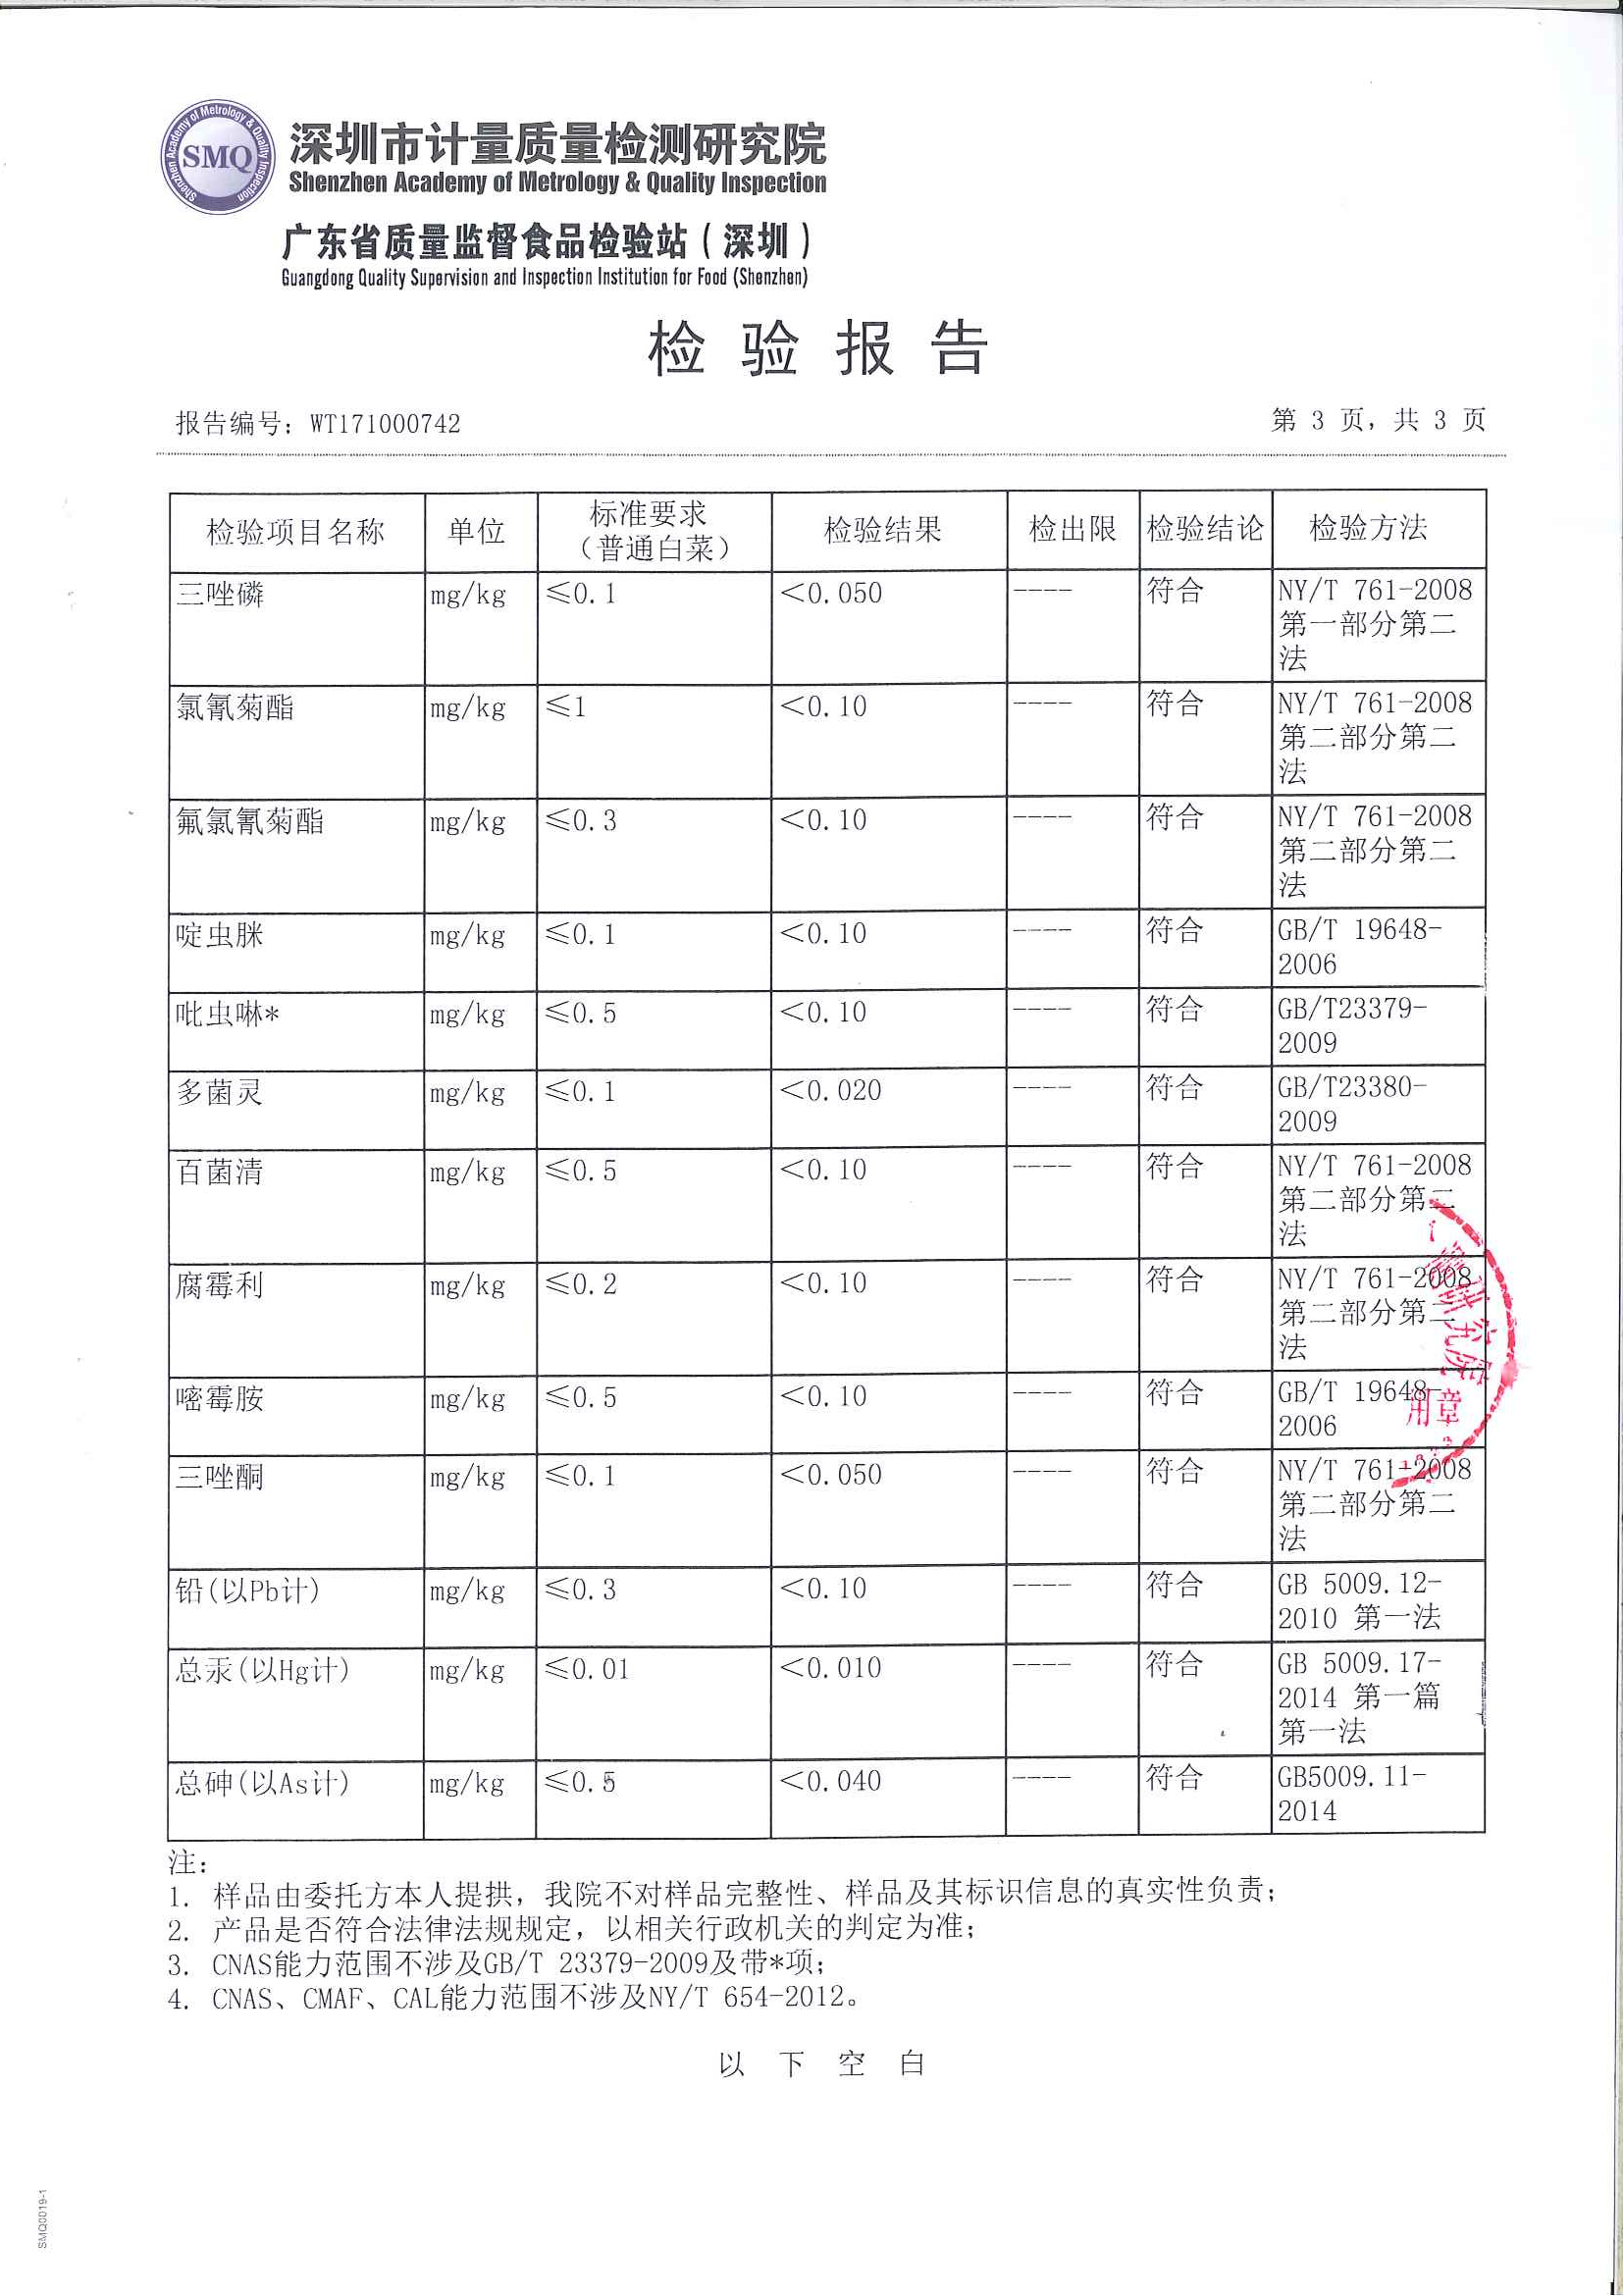 Shenzhen Academy of Metrology & Quality Inspection
SMQ
深圳市计量质量检测研究院
Shenzhen Academy of Metrology & Quality Inspection
广东省质量监督食品检验站（深圳）
Guangdong Quality Supervision and Inspection Institution for Food (Shenzhen)
检验报告
报告编号: WT171000742
第 3 页, 共 3 页
检验项目名称 单位 标准要求（普通白菜） 检验结果 检出限 检验结论 检验方法
三唑磷 mg/kg ≤0.1 <0.050 ---- 符合 NY/T 761-2008
第一部分第二
法
氯氰菊酯 mg/kg ≤1 <0.10 ---- 符合 NY/T 761-2008
第二部分第二
法
氟氯氰菊酯 mg/kg ≤0.3 <0.10 ---- 符合 NY/T 761-2008
第二部分第二
法
啶虫脒 mg/kg ≤0.1 <0.10 ---- 符合 GB/T 19648-
2006
吡虫啉* mg/kg ≤0.5 <0.10 ---- 符合 GB/T23379-
2009
多菌灵 mg/kg ≤0.1 <0.020 ---- 符合 GB/T23380-
2009
百菌清 mg/kg ≤0.5 <0.10 ---- 符合 NY/T 761-2008
第二部分第二
法
腐霉利 mg/kg ≤0.2 <0.10 ---- 符合 NY/T 761-2008
第二部分第二
法
嘧霉胺 mg/kg ≤0.5 <0.10 ---- 符合 GB/T 19648-
2006
三唑酮 mg/kg ≤0.1 <0.050 ---- 符合 NY/T 761-2008
第二部分第二
法
铅(以Pb计) mg/kg ≤0.3 <0.10 ---- 符合 GB 5009.12-
2010 第一法
总汞(以Hg计) mg/kg ≤0.01 <0.010 ---- 符合 GB 5009.17-
2014 第一篇
第一法
总砷(以As计) mg/kg ≤0.5 <0.040 ---- 符合 GB5009.11-
2014
研究院
用章
注:
1. 样品由委托方本人提拱, 我院不对样品完整性、样品及其标识信息的真实性负责;
2. 产品是否符合法律法规规定, 以相关行政机关的判定为准;
3. CNAS能力范围不涉及GB/T 23379-2009及带*项;
4. CNAS、CMAF、CAL能力范围不涉及NY/T 654-2012。
以下空白
SMQ0019-1